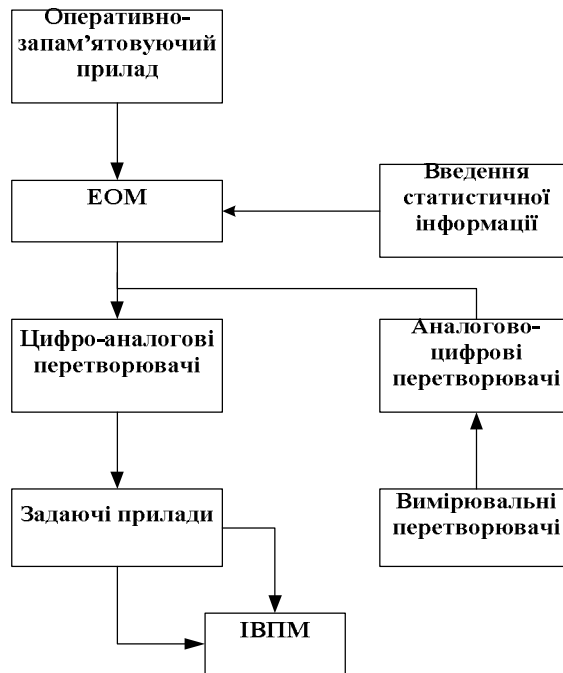 Оперативно-
запам’ятовуючий
прилад
ЕОМ
Введення
статистичної
інформації
Цифро-аналогові
перетворювачі
Аналогово-
цифрові
перетворювачі
Задаючі прилади
Вимірювальні
перетворювачі
ІВПМ